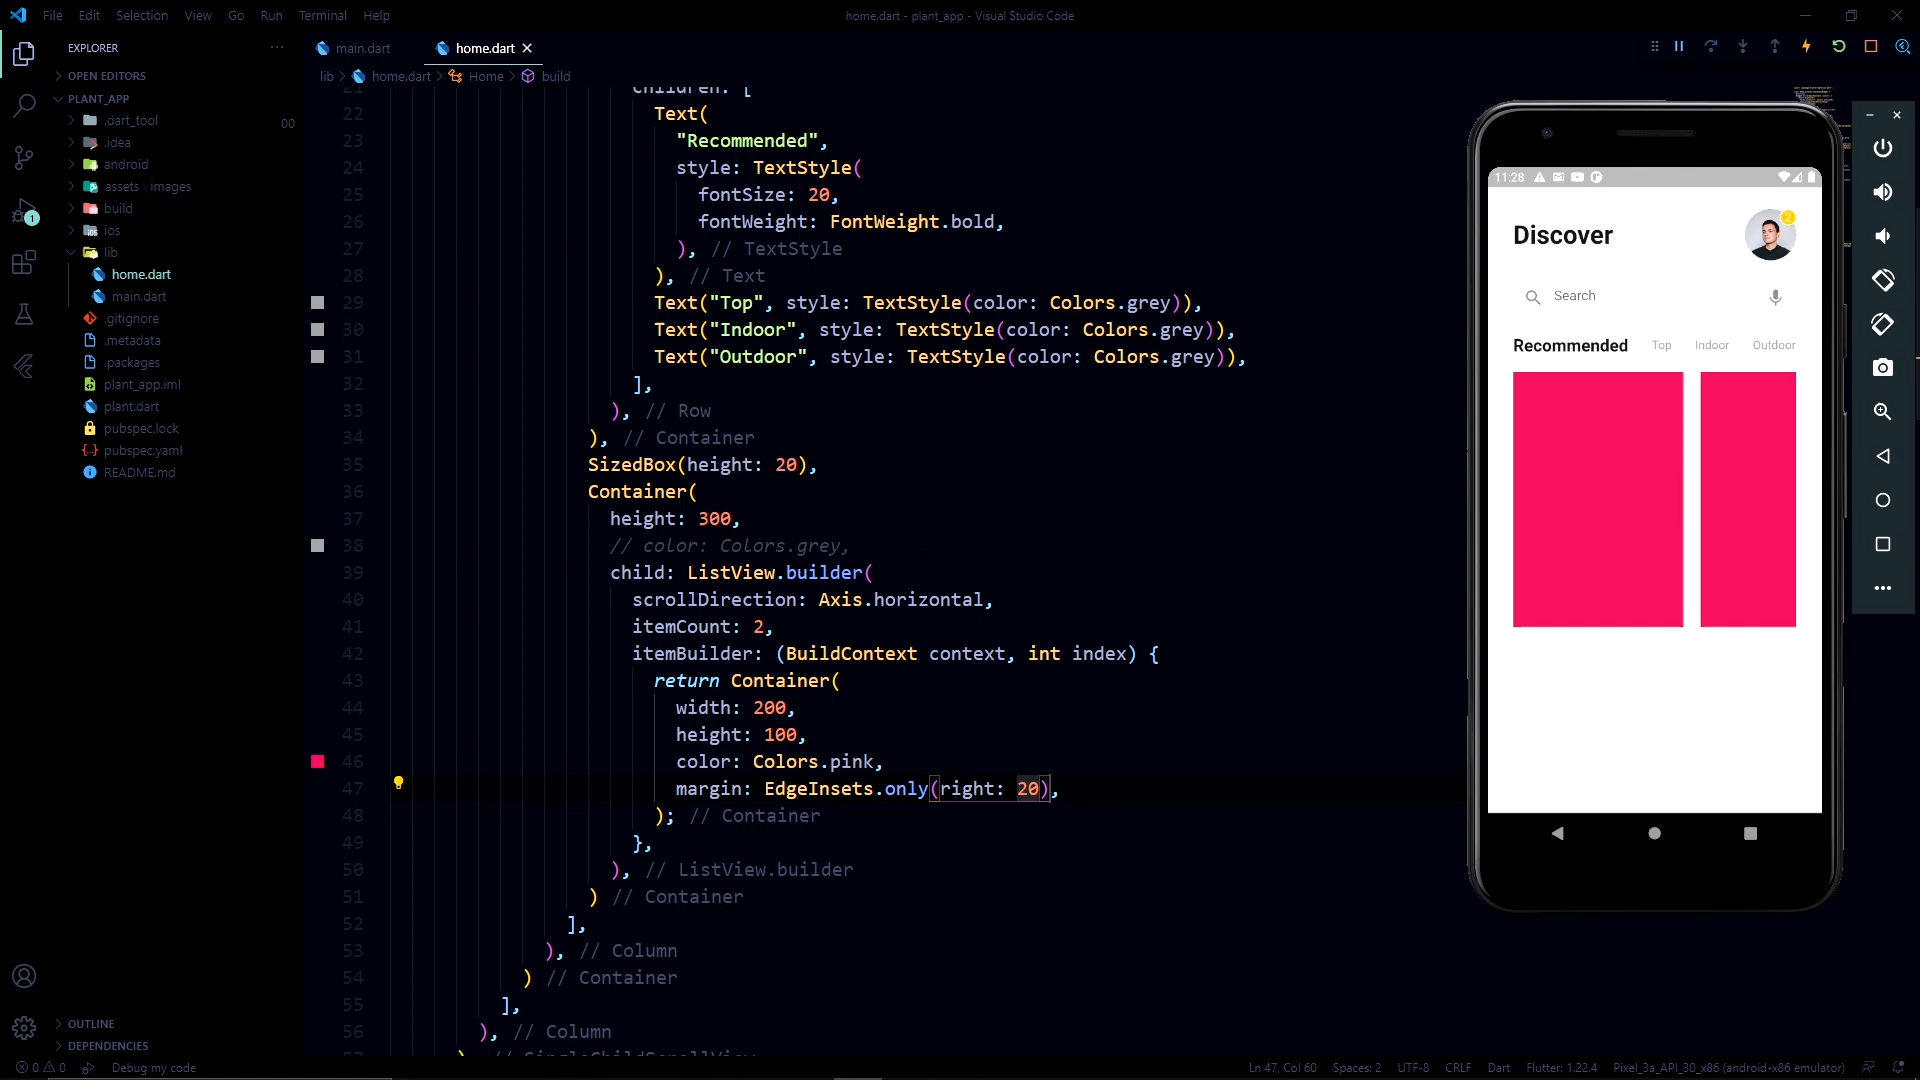 File Edit Selection View Go Run Terminal Help
home.dart - plant_app - Visual Studio Code
EXPLORER
OPEN EDITORS
PLANT_APP
.dart_tool
.idea
android
assets \ images
build
ios
lib
home.dart
main.dart
.gitignore
.metadata
.packages
plant_app.iml
plant.dart
pubspec.lock
pubspec.yaml
README.md
OUTLINE
DEPENDENCIES
1
main.dart
home.dart
lib > home.dart > Home > build
21 children: [
22 Text(
23 "Recommended",
24 style: TextStyle(
25 fontSize: 20,
26 fontWeight: FontWeight.bold,
27 ), // TextStyle
28 ), // Text
29 Text("Top", style: TextStyle(color: Colors.grey)),
30 Text("Indoor", style: TextStyle(color: Colors.grey)),
31 Text("Outdoor", style: TextStyle(color: Colors.grey)),
32 ],
33 ), // Row
34 ), // Container
35 SizedBox(height: 20),
36 Container(
37 height: 300,
38 // color: Colors.grey,
39 child: ListView.builder(
40 scrollDirection: Axis.horizontal,
41 itemCount: 2,
42 itemBuilder: (BuildContext context, int index) {
43 return Container(
44 width: 200,
45 height: 100,
46 color: Colors.pink,
47 margin: EdgeInsets.only(right: 20),
48 ); // Container
49 },
50 ), // ListView.builder
51 ) // Container
52 ],
53 ), // Column
54 ) // Container
55 ],
56 ), // Column
57 ), // SingleChildScrollView
11:28
Discover
2
Search
Recommended Top Indoor Outdoor
0 0 Debug my code
Ln 47, Col 60 Spaces: 2 UTF-8 CRLF Dart Flutter: 1.22.4 Pixel_3a_API_30_x86 (android-x86 emulator)